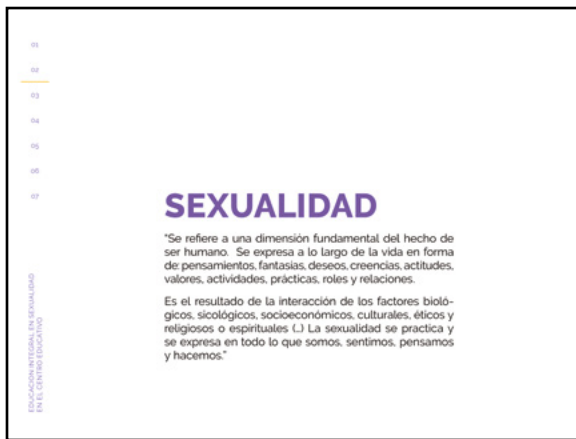 01
02
03
04
05
06
07
SEXUALIDAD
"Se refiere a una dimensión fundamental del hecho de
ser humano. Se expresa a lo largo de la vida en forma
de: pensamientos, fantasías, deseos, creencias, actitudes,
valores, actividades, prácticas, roles y relaciones.
Es el resultado de la interacción de los factores bioló-
gicos, sicológicos, socioeconómicos, culturales, éticos y
religiosos o espirituales (...) La sexualidad se practica y
se expresa en todo lo que somos, sentimos, pensamos
y hacemos."
EDUCACIÓN INTEGRAL EN SEXUALIDAD
EN EL CENTRO EDUCATIVO